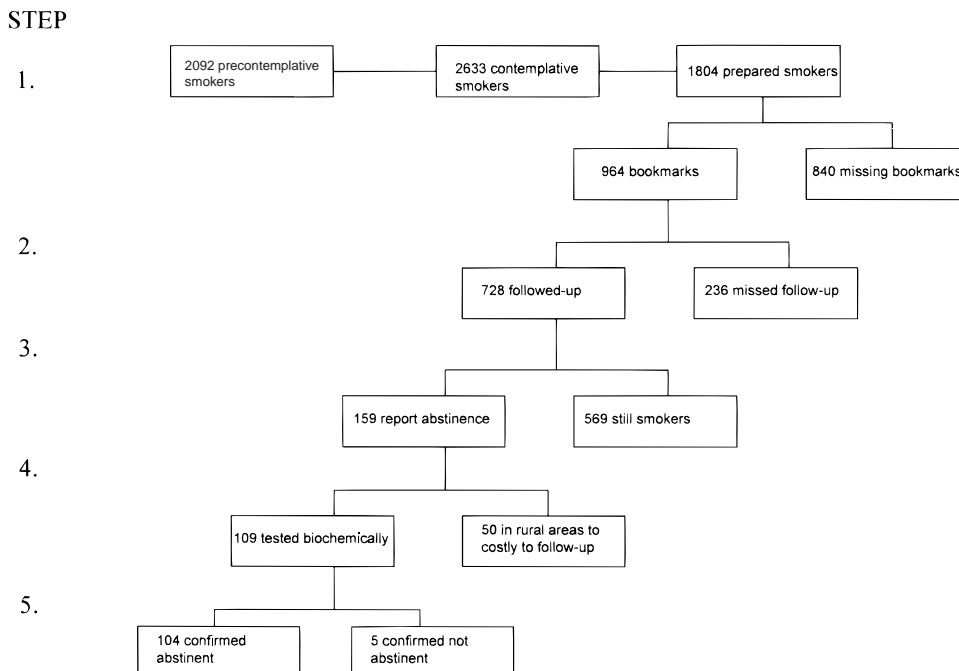 STEP
1.
2092 precontemplative
smokers
2633 contemplative
smokers
1804 prepared smokers
964 bookmarks
840 missing bookmarks
2.
728 followed-up
236 missed follow-up
3.
159 report abstinence
569 still smokers
4.
109 tested biochemically
50 in rural areas to
costly to follow-up
5.
104 confirmed
abstinent
5 confirmed not
abstinent